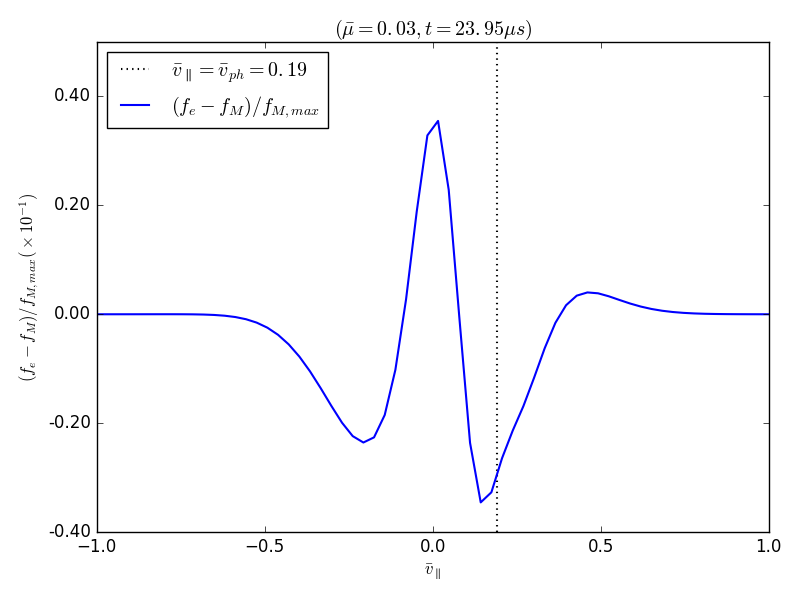 (μ̄ = 0.03, t = 23.95μs)
v̄∥ = v̄ph = 0.19
(fe − fM)/fM,max
(fe − fM)/fM,max(×10⁻¹)
0.40
0.20
0.00
-0.20
-0.40
−1.0 −0.5 0.0 0.5 1.0
v̄∥